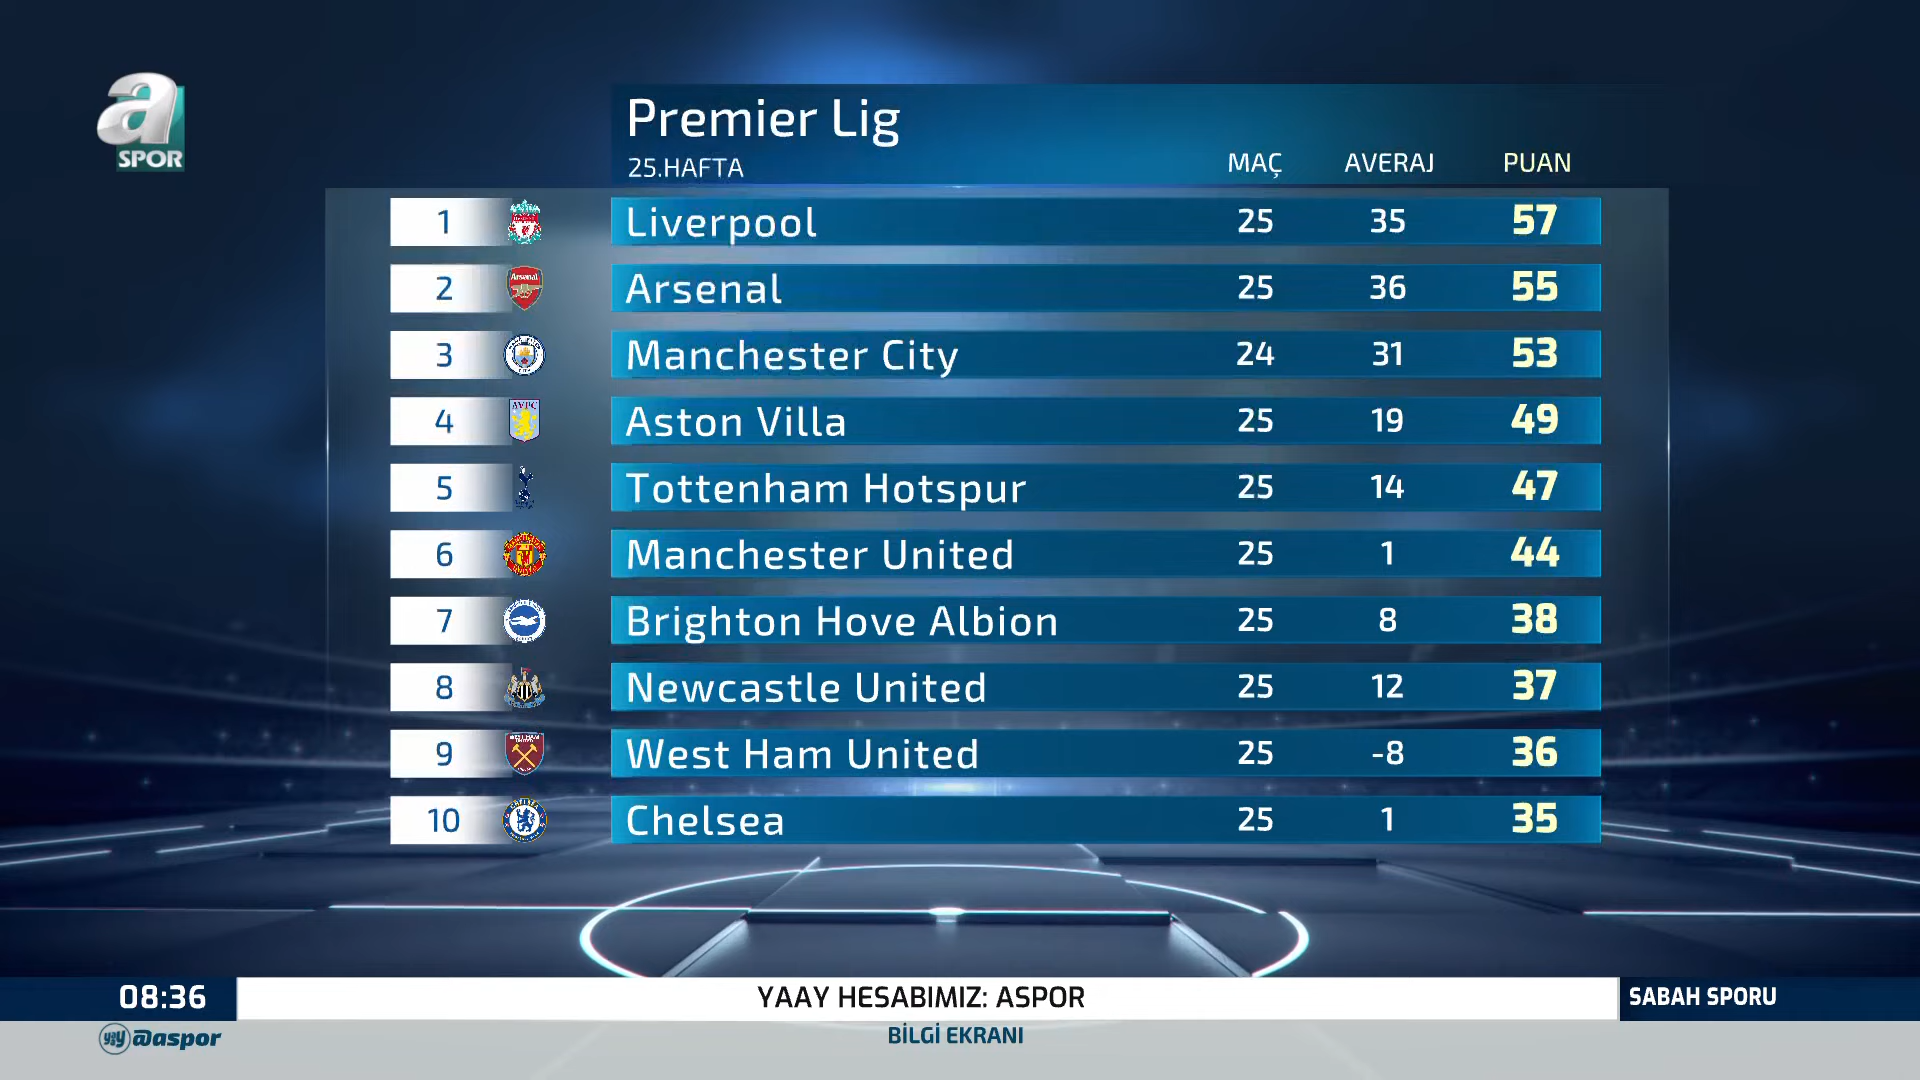 a
SPOR
Premier Lig
25.HAFTA MAÇ AVERAJ PUAN
1 Liverpool 25 35 57
2 Arsenal 25 36 55
3 Manchester City 24 31 53
4 Aston Villa 25 19 49
5 Tottenham Hotspur 25 14 47
6 Manchester United 25 1 44
7 Brighton Hove Albion 25 8 38
8 Newcastle United 25 12 37
9 West Ham United 25 -8 36
10 Chelsea 25 1 35
08:36 YAAY HESABIMIZ: ASPOR SABAH SPORU
@aspor BİLGİ EKRANI